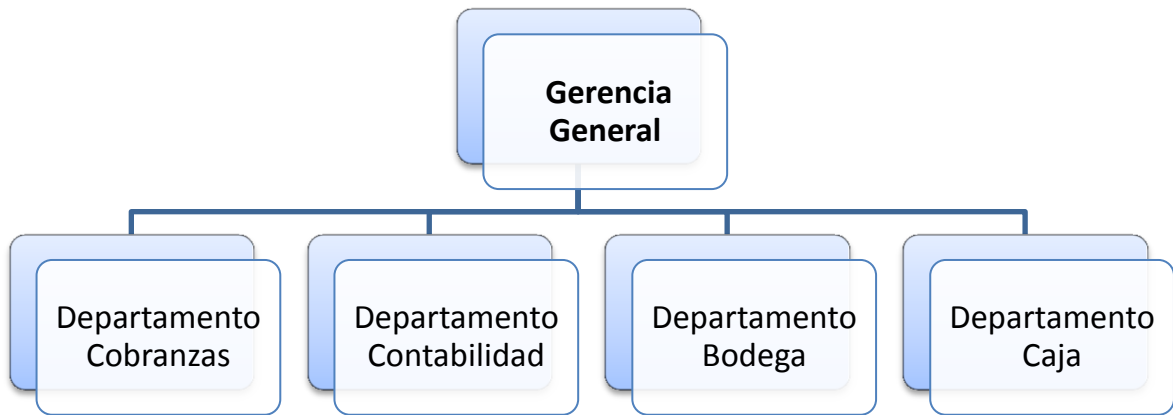 Gerencia
General
Departamento
Cobranzas
Departamento
Contabilidad
Departamento
Bodega
Departamento
Caja